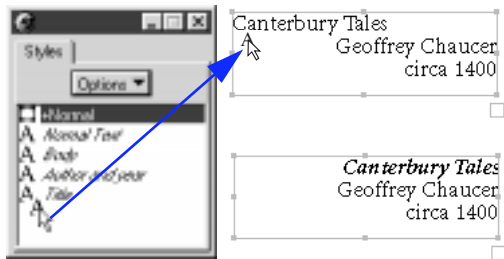 Styles
Options
+Normal
A Normal Text
A Body
A Author and year
A Title
A
Canterbury Tales
A
Geoffrey Chaucer
circa 1400
Canterbury Tales
Geoffrey Chaucer
circa 1400